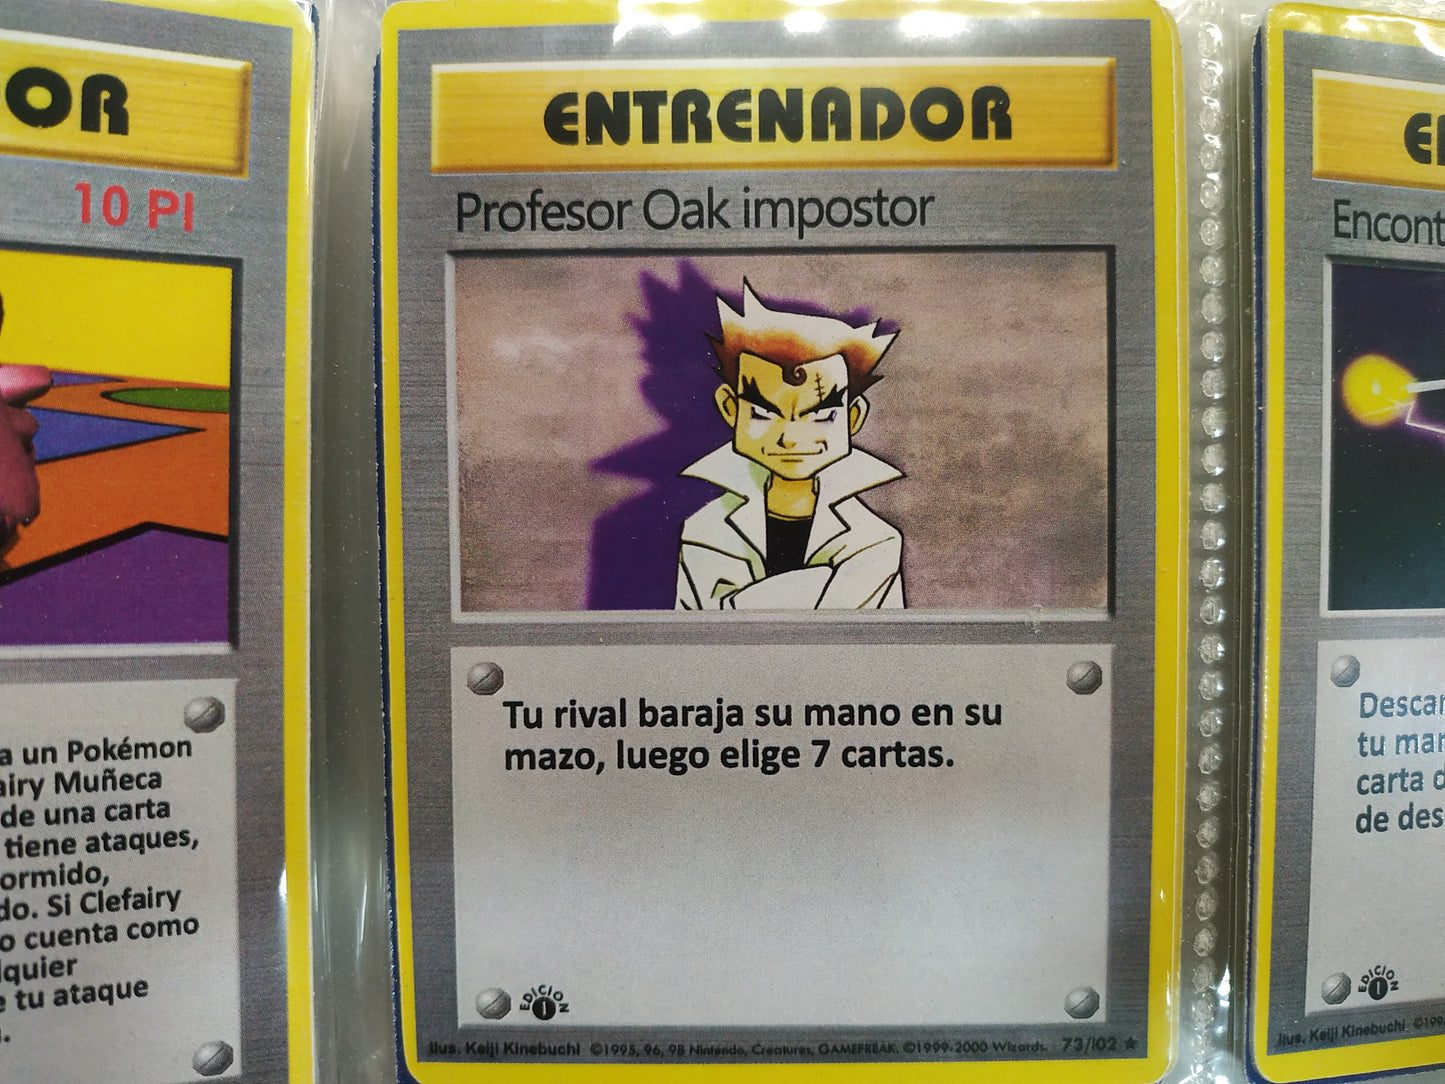 OR
10 PI
a un Pokémon
airy Muñeca
de una carta
tiene ataques,
ormido,
do. Si Clefairy
o cuenta como
lquier
e tu ataque
ENTRENADOR
Profesor Oak impostor
Tu rival baraja su mano en su
mazo, luego elige 7 cartas.
EDICION
1
Ilus. Keiji Kinebuchi ©1995, 96, 98 Nintendo, Creatures, GAMEFREAK. ©1999-2000 Wizards. 73/102 ★
E
Encont
Descar
tu mar
carta d
de des
EDICION
1
Ilus. Keiji Kinebuchi ©199